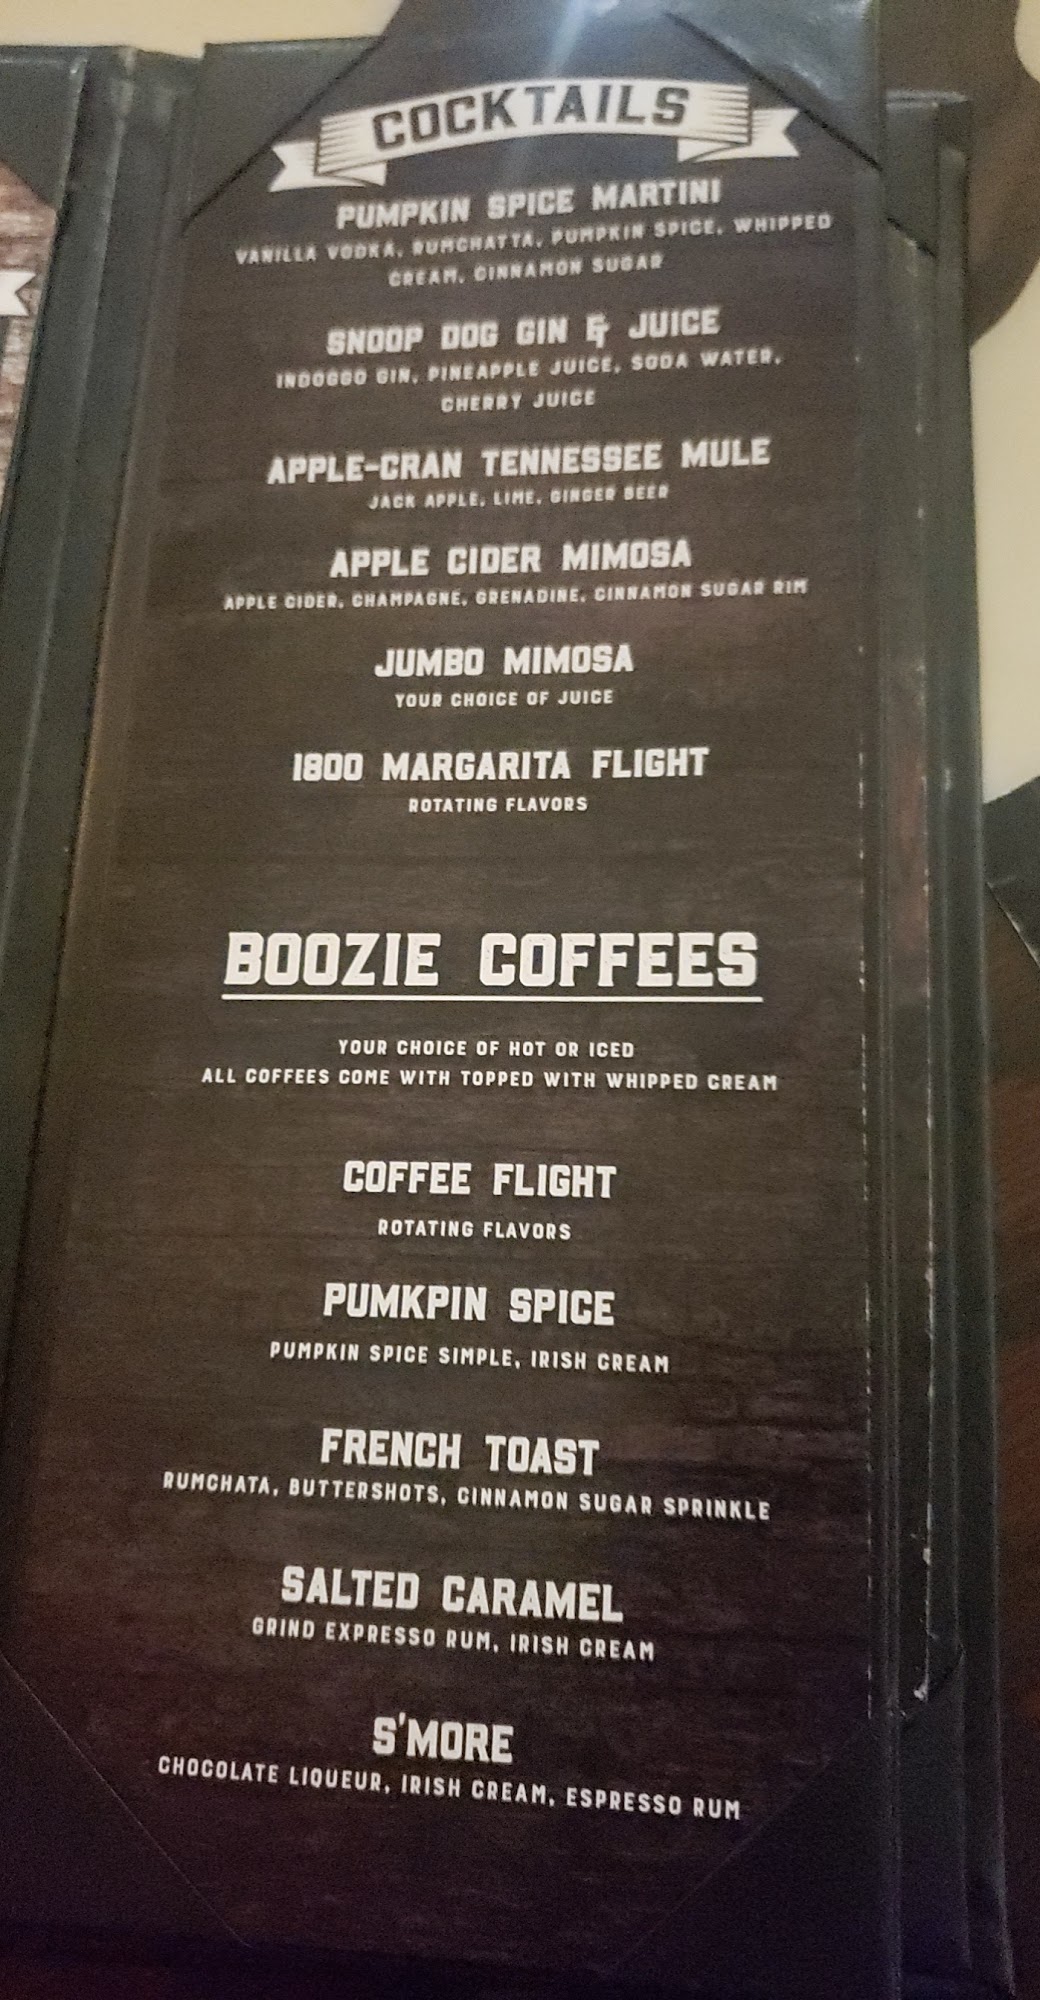 COCKTAILS
PUMPKIN SPICE MARTINI
VANILLA VODKA, RUMCHATTA, PUMPKIN SPICE, WHIPPED
CREAM, CINNAMON SUGAR
SNOOP DOG GIN & JUICE
INDOGGO GIN, PINEAPPLE JUICE, SODA WATER,
CHERRY JUICE
APPLE-CRAN TENNESSEE MULE
JACK APPLE, LIME, GINGER BEER
APPLE CIDER MIMOSA
APPLE CIDER, CHAMPAGNE, GRENADINE, CINNAMON SUGAR RIM
JUMBO MIMOSA
YOUR CHOICE OF JUICE
1800 MARGARITA FLIGHT
ROTATING FLAVORS
BOOZIE COFFEES
YOUR CHOICE OF HOT OR ICED
ALL COFFEES COME WITH TOPPED WITH WHIPPED CREAM
COFFEE FLIGHT
ROTATING FLAVORS
PUMKPIN SPICE
PUMPKIN SPICE SIMPLE, IRISH CREAM
FRENCH TOAST
RUMCHATA, BUTTERSHOTS, CINNAMON SUGAR SPRINKLE
SALTED CARAMEL
GRIND EXPRESSO RUM, IRISH CREAM
S'MORE
CHOCOLATE LIQUEUR, IRISH CREAM, ESPRESSO RUM